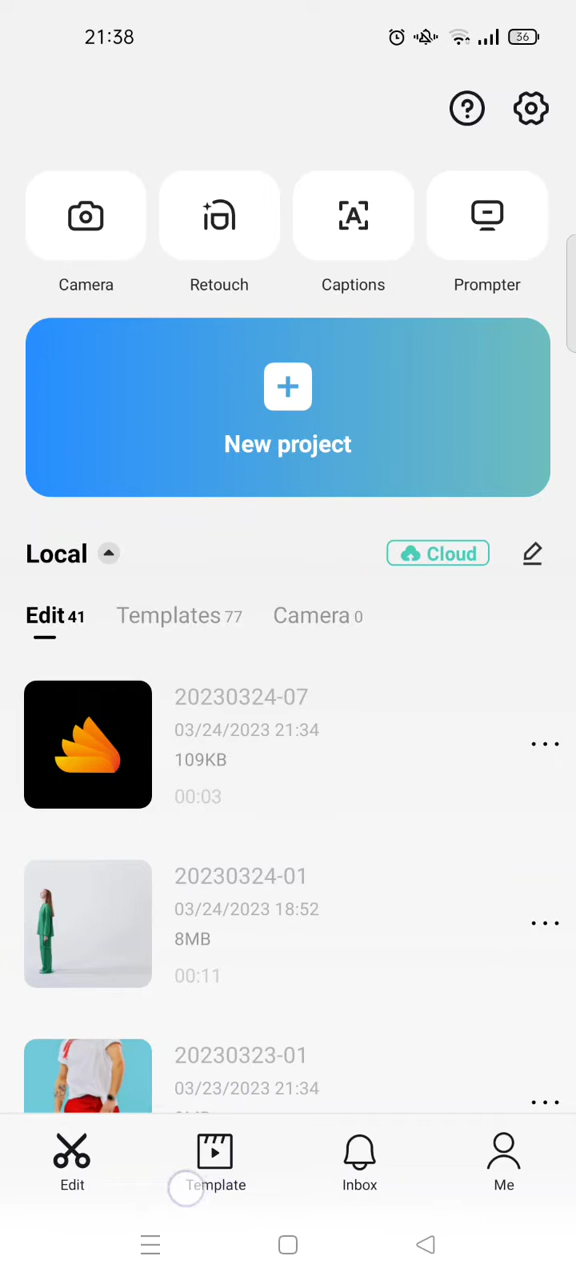 21:38
36
Camera
Retouch
A
Captions
Prompter
New project
Local
Cloud
Edit 41
Templates 77
Camera 0
20230324-07
03/24/2023 21:34
109KB
00:03
20230324-01
03/24/2023 18:52
8MB
00:11
20230323-01
03/23/2023 21:34
Edit
Template
Inbox
Me